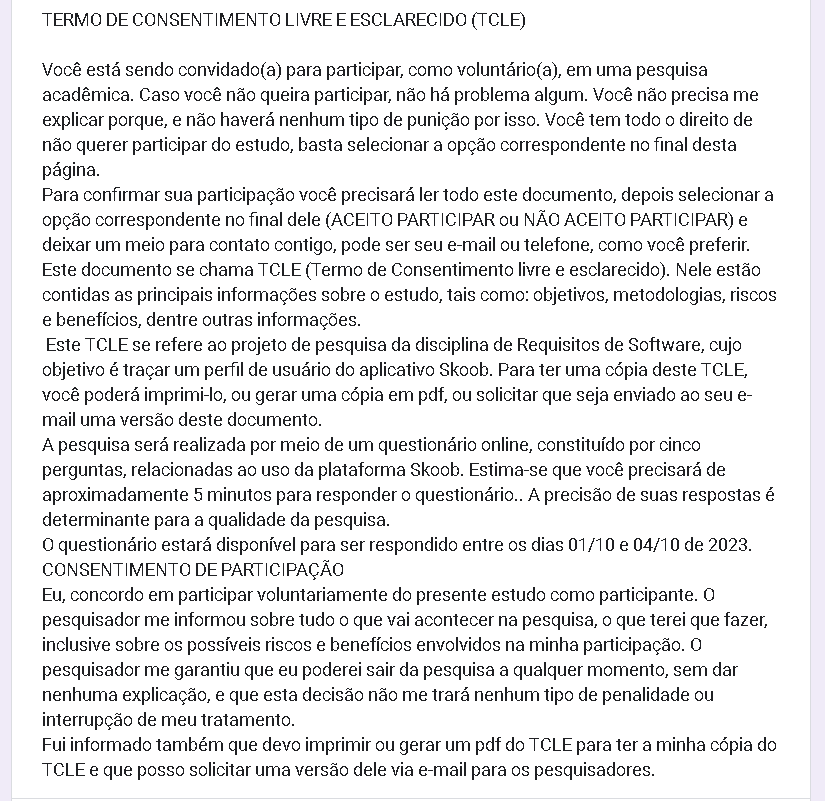 TERMO DE CONSENTIMENTO LIVRE E ESCLARECIDO (TCLE)
Você está sendo convidado(a) para participar, como voluntário(a), em uma pesquisa
acadêmica. Caso você não queira participar, não há problema algum. Você não precisa me
explicar porque, e não haverá nenhum tipo de punição por isso. Você tem todo o direito de
não querer participar do estudo, basta selecionar a opção correspondente no final desta
página.
Para confirmar sua participação você precisará ler todo este documento, depois selecionar a
opção correspondente no final dele (ACEITO PARTICIPAR ou NÃO ACEITO PARTICIPAR) e
deixar um meio para contato contigo, pode ser seu e-mail ou telefone, como você preferir.
Este documento se chama TCLE (Termo de Consentimento livre e esclarecido). Nele estão
contidas as principais informações sobre o estudo, tais como: objetivos, metodologias, riscos
e benefícios, dentre outras informações.
Este TCLE se refere ao projeto de pesquisa da disciplina de Requisitos de Software, cujo
objetivo é traçar um perfil de usuário do aplicativo Skoob. Para ter uma cópia deste TCLE,
você poderá imprimi-lo, ou gerar uma cópia em pdf, ou solicitar que seja enviado ao seu e-
mail uma versão deste documento.
A pesquisa será realizada por meio de um questionário online, constituído por cinco
perguntas, relacionadas ao uso da plataforma Skoob. Estima-se que você precisará de
aproximadamente 5 minutos para responder o questionário.. A precisão de suas respostas é
determinante para a qualidade da pesquisa.
O questionário estará disponível para ser respondido entre os dias 01/10 e 04/10 de 2023.
CONSENTIMENTO DE PARTICIPAÇÃO
Eu, concordo em participar voluntariamente do presente estudo como participante. O
pesquisador me informou sobre tudo o que vai acontecer na pesquisa, o que terei que fazer,
inclusive sobre os possíveis riscos e benefícios envolvidos na minha participação. O
pesquisador me garantiu que eu poderei sair da pesquisa a qualquer momento, sem dar
nenhuma explicação, e que esta decisão não me trará nenhum tipo de penalidade ou
interrupção de meu tratamento.
Fui informado também que devo imprimir ou gerar um pdf do TCLE para ter a minha cópia do
TCLE e que posso solicitar uma versão dele via e-mail para os pesquisadores.